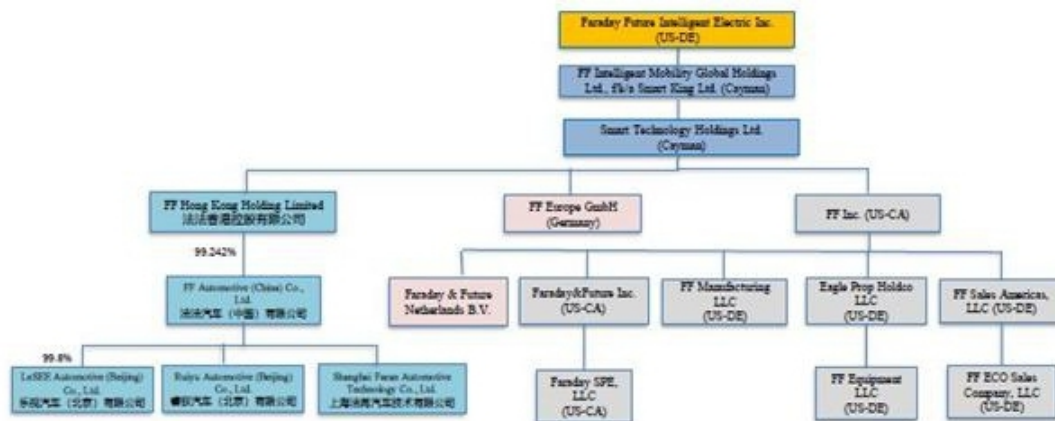 Faraday Future Intelligent Electric Inc.
(US-DE)
FF Intelligent Mobility Global Holdings
Ltd., f/k/a Smart King Ltd. (Cayman)
Smart Technology Holdings Ltd.
(Cayman)
FF Hong Kong Holding Limited
法法香港控股有限公司
FF Europe GmbH
(Germany)
FF Inc. (US-CA)
99.242%
FF Automotive (China) Co.,
Ltd.
法法汽车（中国）有限公司
Faraday & Future
Netherlands B.V.
Faraday&Future Inc.
(US-CA)
FF Manufacturing
LLC
(US-DE)
Eagle Prop Holdco
LLC
(US-DE)
FF Sales Americas,
LLC (US-DE)
99.8%
LeSEE Automotive (Beijing)
Co., Ltd.
乐视汽车（北京）有限公司
Ruiyu Automotive (Beijing)
Co., Ltd.
睿驭汽车（北京）有限公司
Shanghai Faran Automotive
Technology Co., Ltd.
上海法然汽车技术有限公司
Faraday SPE,
LLC
(US-CA)
FF Equipment LLC
(US-DE)
FF ECO Sales
Company, LLC
(US-DE)